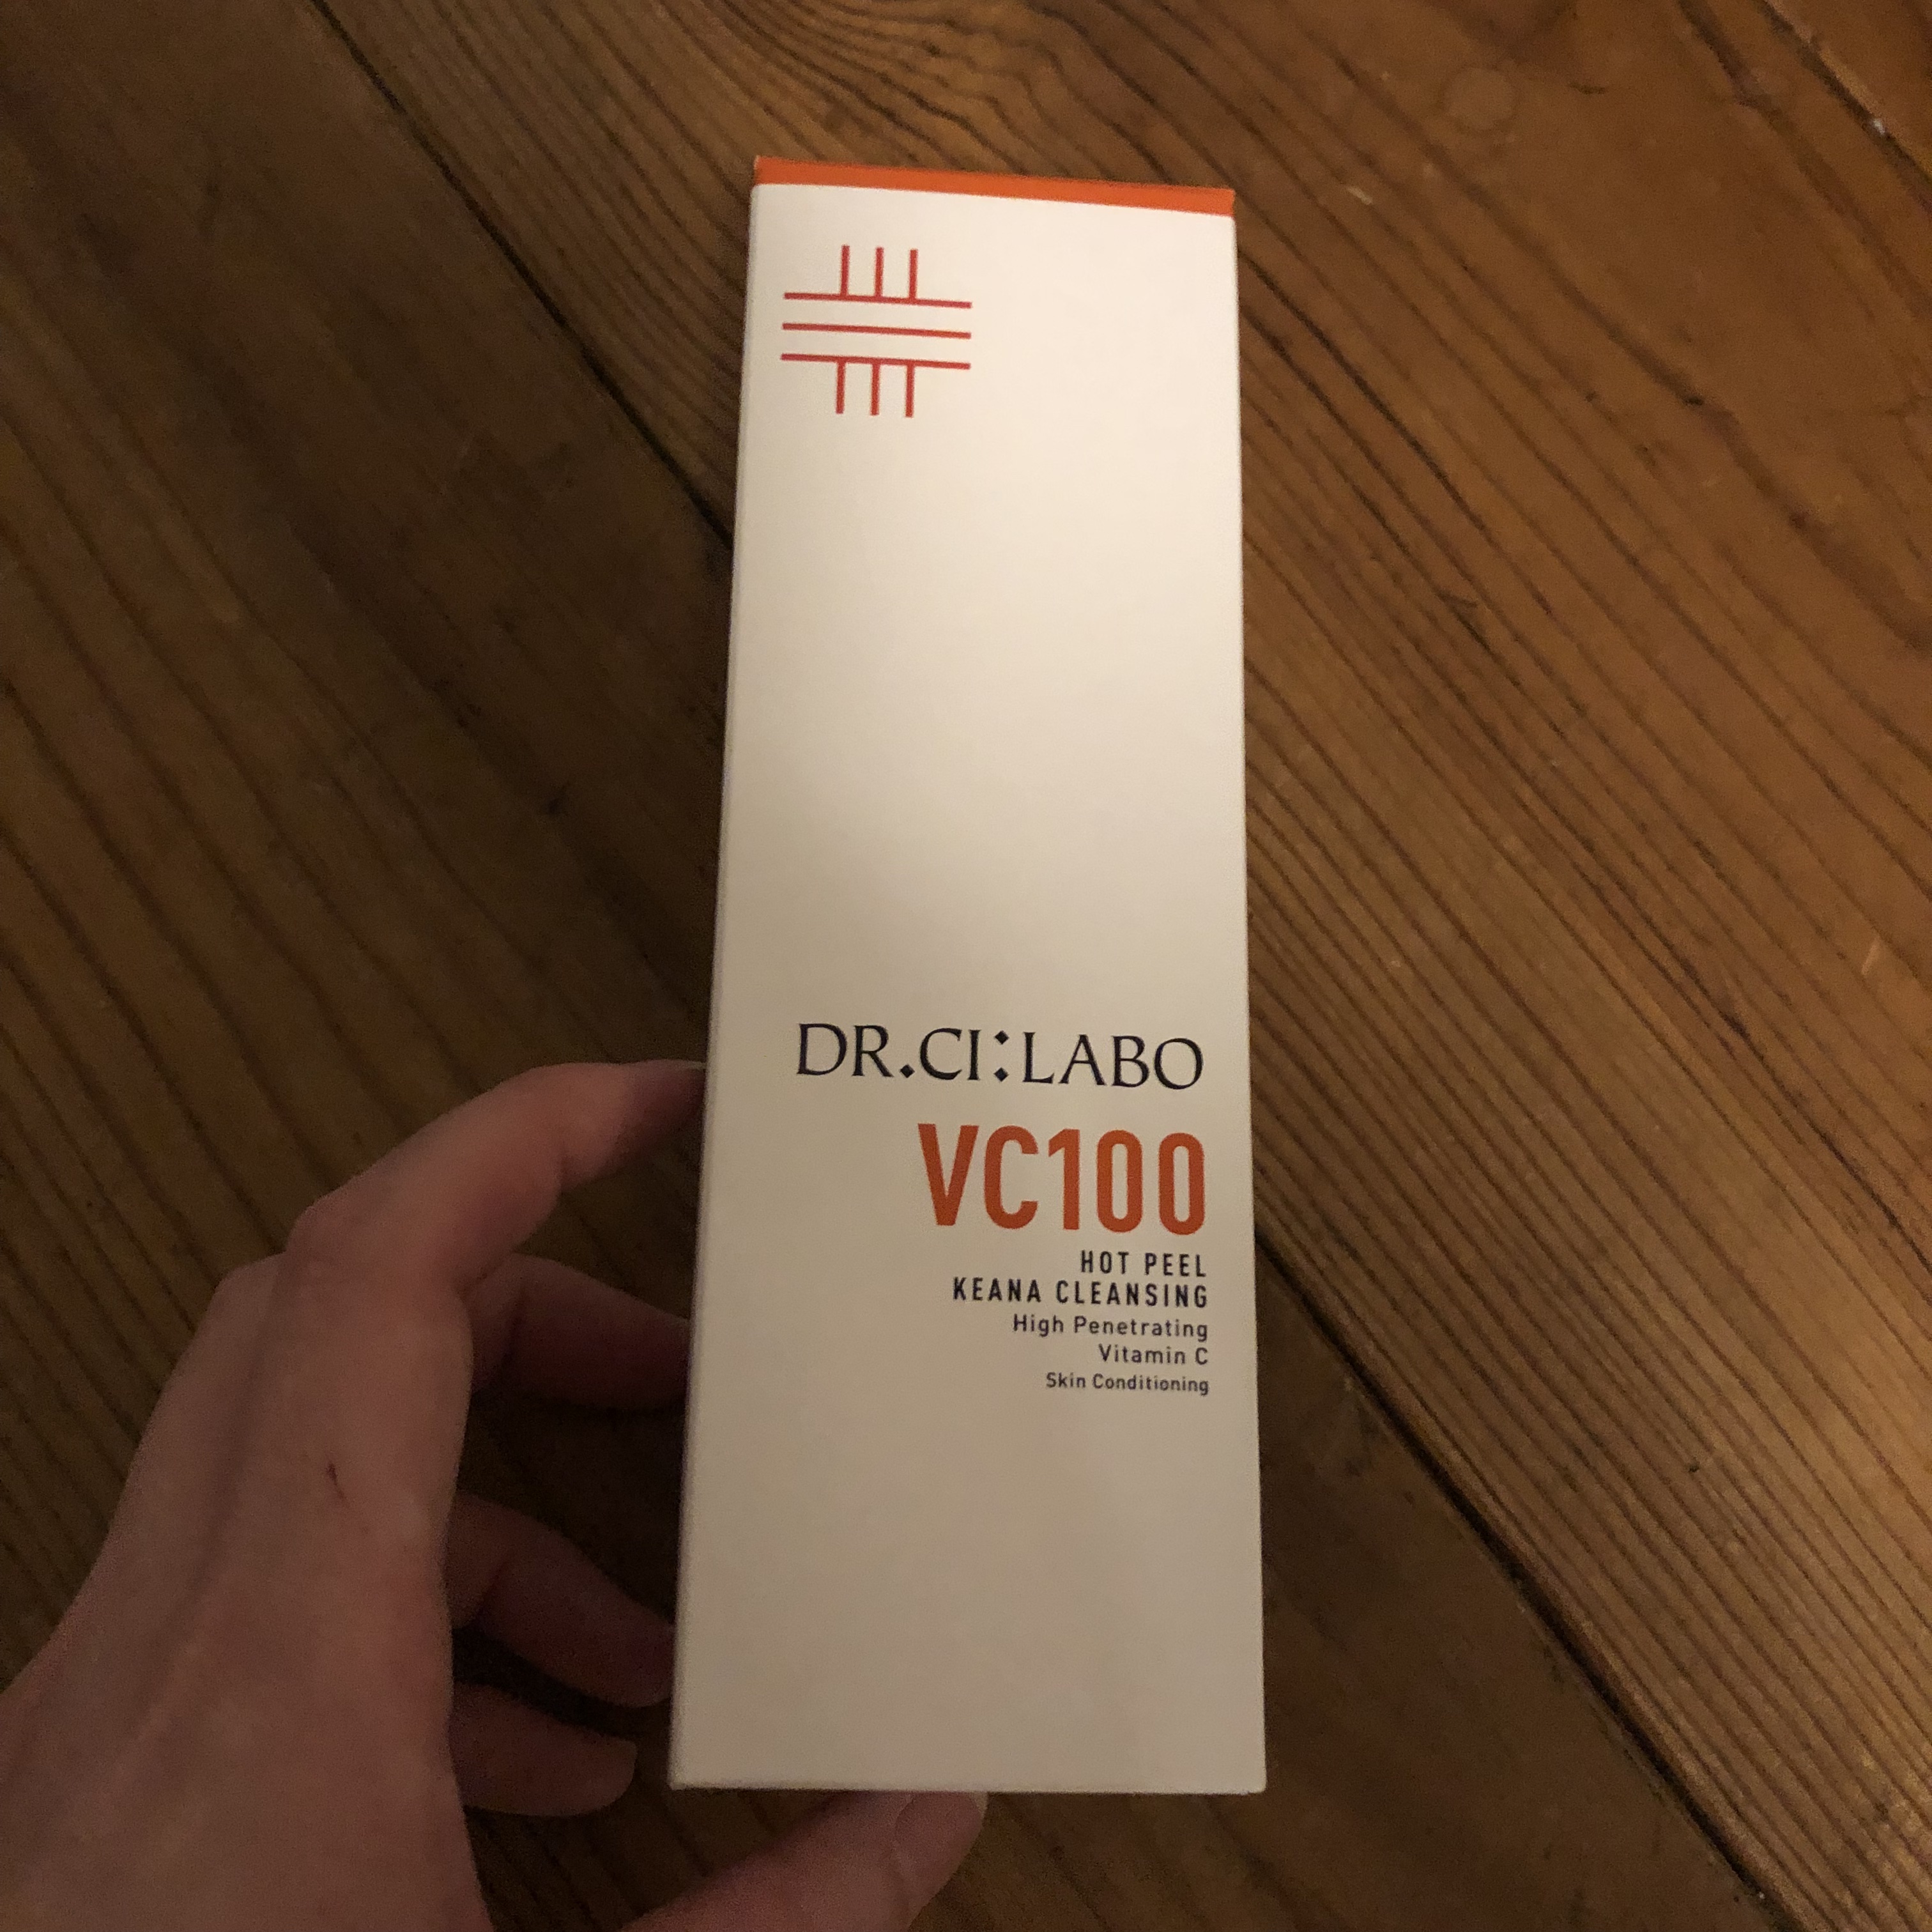 DR.CI:LABO
VC100
HOT PEEL
KEANA CLEANSING
High Penetrating
Vitamin C
Skin Conditioning